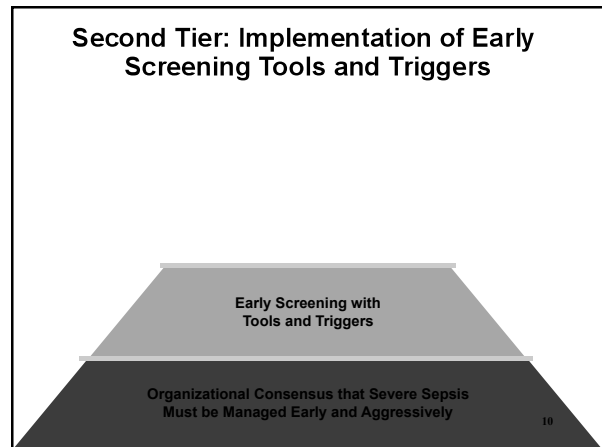 Second Tier: Implementation of Early
Screening Tools and Triggers
Early Screening with
Tools and Triggers
Organizational Consensus that Severe Sepsis
Must be Managed Early and Aggressively
10